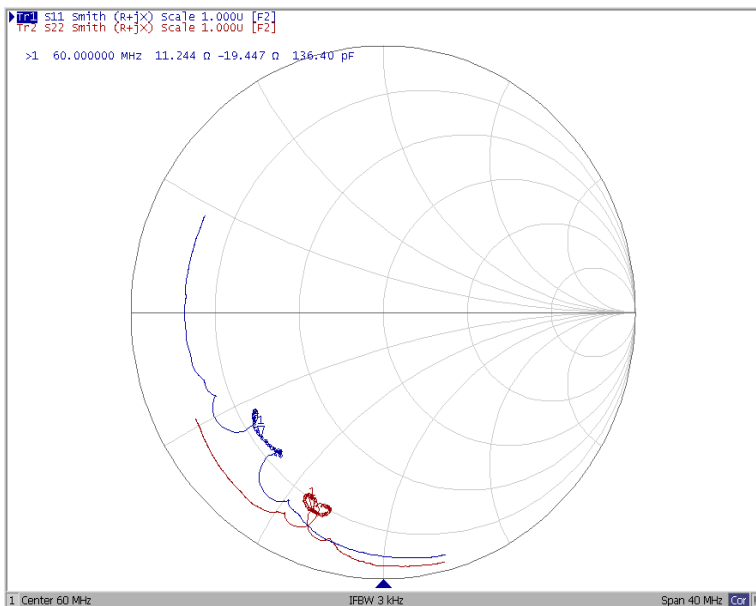 Tr1 S11 Smith (R+jX) Scale 1.000U [F2]
Tr2 S22 Smith (R+jX) Scale 1.000U [F2]
>1 60.000000 MHz 11.244 Ω -19.447 Ω 136.40 pF
1
1
1 Center 60 MHz IFBW 3 kHz Span 40 MHz Cor